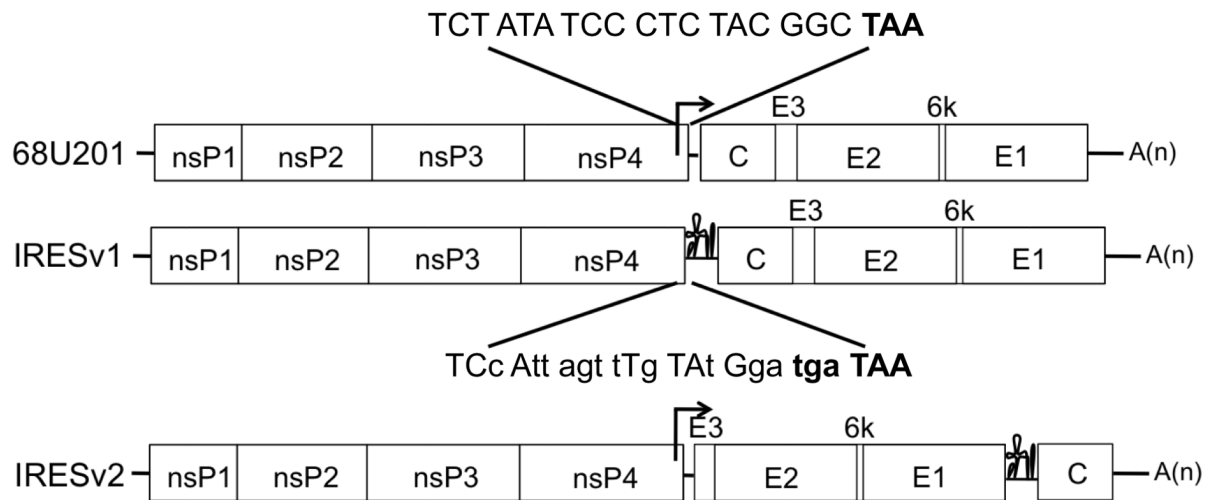 TCT ATA TCC CTC TAC GGC TAA
E3 6k
68U201 nsP1 nsP2 nsP3 nsP4 C E2 E1 A(n)
E3 6k
IRESv1 nsP1 nsP2 nsP3 nsP4 C E2 E1 A(n)
TCc Att agt tTg TAt Gga tga TAA
E3 6k
IRESv2 nsP1 nsP2 nsP3 nsP4 E2 E1 C A(n)